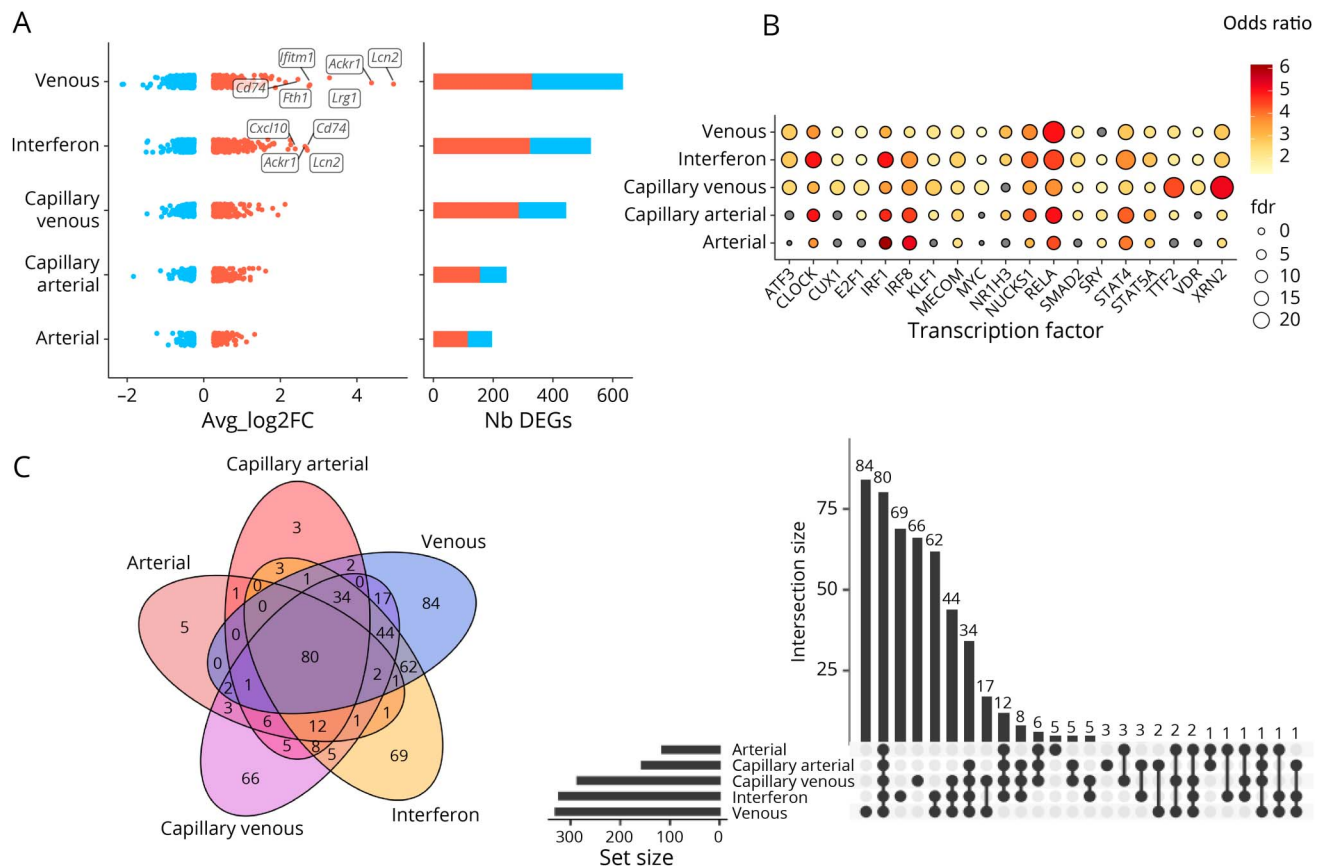 A
Venous
Interferon
Capillary
venous
Capillary
arterial
Arterial
Ifitm1
Ackr1
Lcn2
Cd74
Fth1
Lrg1
Cxcl10
Cd74
Ackr1
Lcn2
−2 0 2 4
Avg_log2FC
0 200 400 600
Nb DEGs
B
Odds ratio
6
5
4
3
2
fdr
0
5
10
15
20
Venous
Interferon
Capillary venous
Capillary arterial
Arterial
ATF3 CLOCK CUX1 E2F1 IRF1 IRF8 KLF1 MECOM MYC NR1H3 NUCKS1 RELA SMAD2 SRY STAT4 STAT5A TTF2 VDR XRN2
Transcription factor
C
Capillary arterial
Venous
Arterial
Capillary venous
Interferon
3
3 2
1 0 1 0
0 34 17 84
5 0 44
0 80 62
2 1 2 1
3 6 12 1 1
5 8 5
66 69
Intersection size
75
50
25
84 80 69 66 62 44 34 17 12 8 6 5 5 5 3 3 3 2 2 2 1 1 1 1 1 1
Arterial
Capillary arterial
Capillary venous
Interferon
Venous
300 200 100 0
Set size